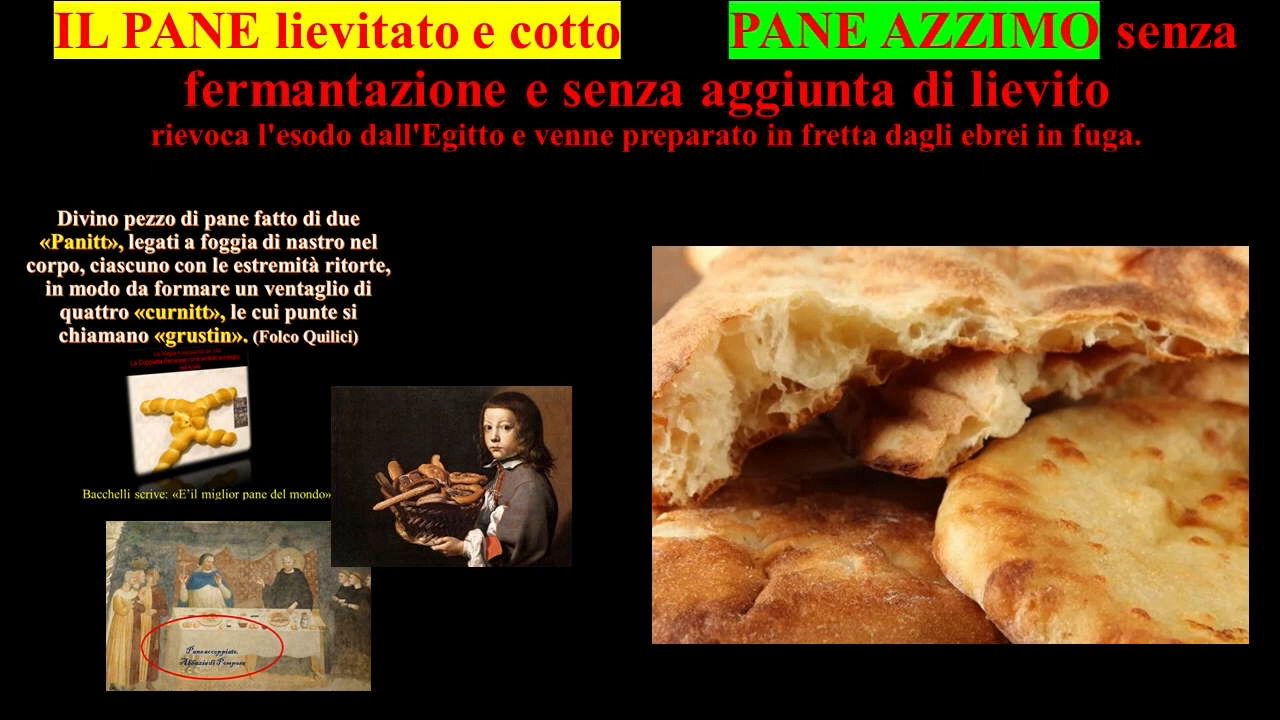 IL PANE lievitato e cotto PANE AZZIMO senza
fermantazione e senza aggiunta di lievito
rievoca l'esodo dall'Egitto e venne preparato in fretta dagli ebrei in fuga.
Divino pezzo di pane fatto di due
«Panitt», legati a foggia di nastro nel
corpo, ciascuno con le estremità ritorte,
in modo da formare un ventaglio di
quattro «curnitt», le cui punte si
chiamano «grustin». (Folco Quilici)
La Coppietta Ferrarese
Bacchelli scrive: «E'il miglior pane del mondo»
Pane accoppiato.
Abbazia di Pomposa